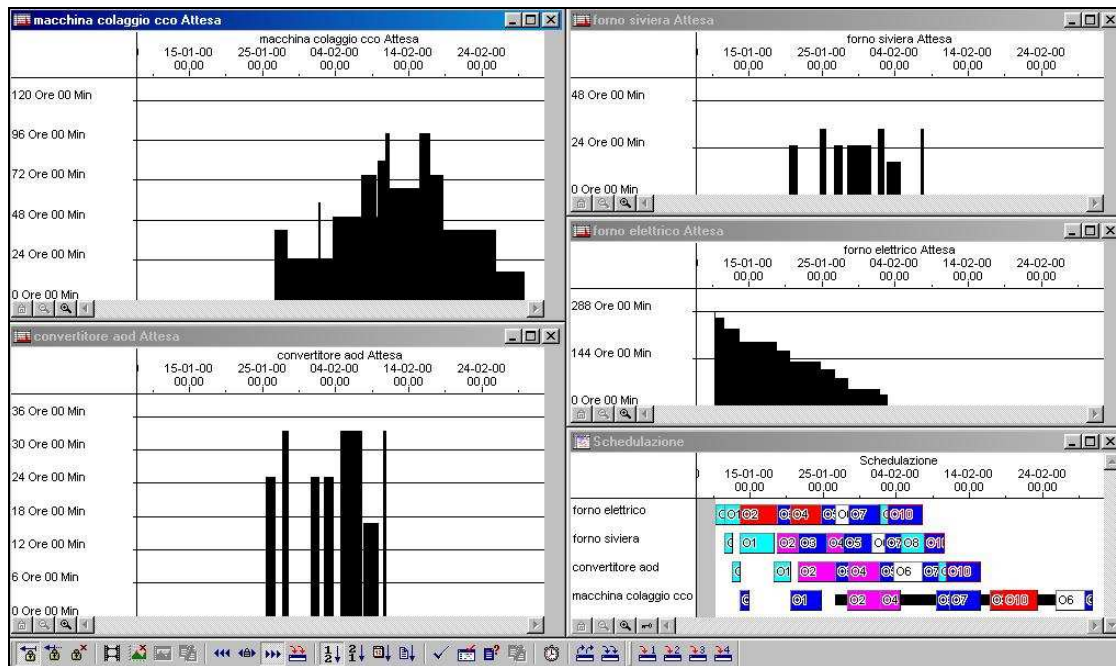 macchina colaggio cco Attesa
macchina colaggio cco Attesa
15-01-00 25-01-00 04-02-00 14-02-00 24-02-00
00.00 00.00 00.00 00.00 00.00
120 Ore 00 Min
96 Ore 00 Min
72 Ore 00 Min
48 Ore 00 Min
24 Ore 00 Min
0 Ore 00 Min
convertitore aod Attesa
convertitore aod Attesa
15-01-00 25-01-00 04-02-00 14-02-00 24-02-00
00.00 00.00 00.00 00.00 00.00
36 Ore 00 Min
30 Ore 00 Min
24 Ore 00 Min
18 Ore 00 Min
12 Ore 00 Min
6 Ore 00 Min
0 Ore 00 Min
forno siviera Attesa
forno siviera Attesa
15-01-00 25-01-00 04-02-00 14-02-00 24-02-00
00.00 00.00 00.00 00.00 00.00
48 Ore 00 Min
24 Ore 00 Min
0 Ore 00 Min
forno elettrico Attesa
forno elettrico Attesa
15-01-00 25-01-00 04-02-00 14-02-00 24-02-00
00.00 00.00 00.00 00.00 00.00
288 Ore 00 Min
144 Ore 00 Min
0 Ore 00 Min
Schedulazione
Schedulazione
15-01-00 25-01-00 04-02-00 14-02-00 24-02-00
00.00 00.00 00.00 00.00 00.00
forno elettrico O1 O2 O4 O7 O10
forno siviera O1 O2 O3 O4 O5 O7 O8
convertitore aod O1 O2 O4 O6 O7 O10
macchina colaggio cco O1 O2 O4 O7 O10 O6